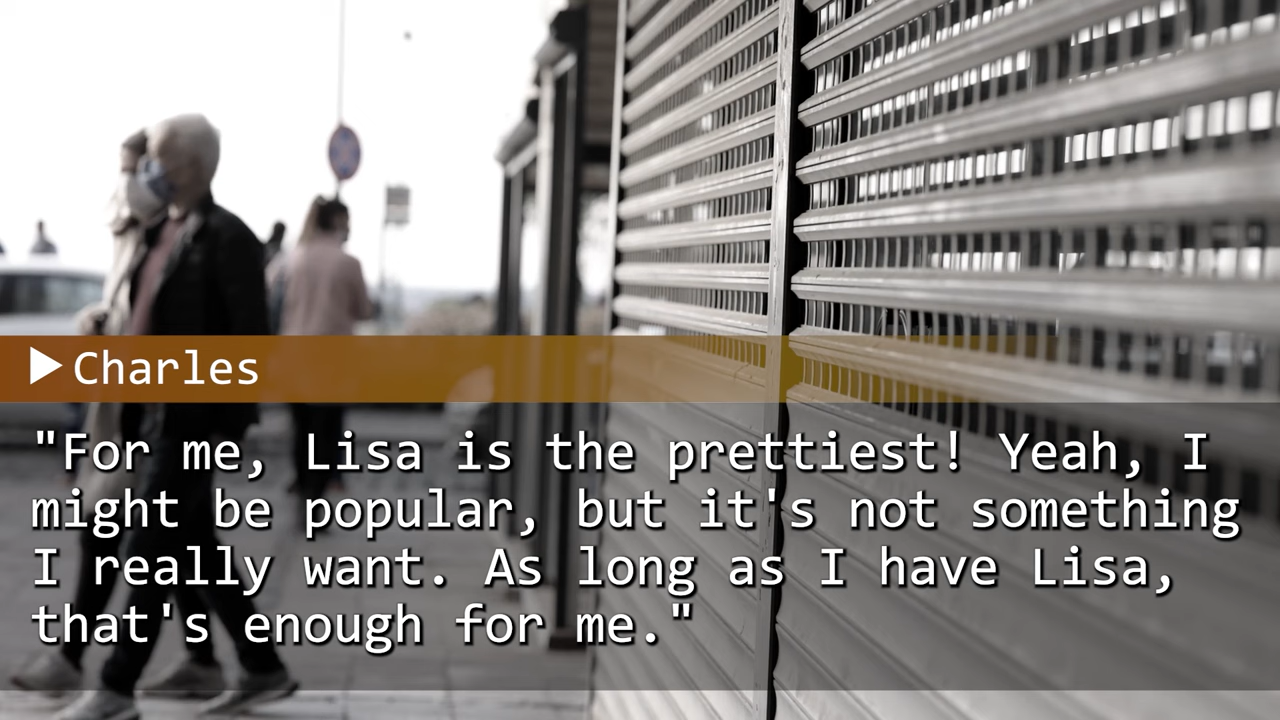 Charles
"For me, Lisa is the prettiest! Yeah, I
might be popular, but it's not something
I really want. As long as I have Lisa,
that's enough for me."